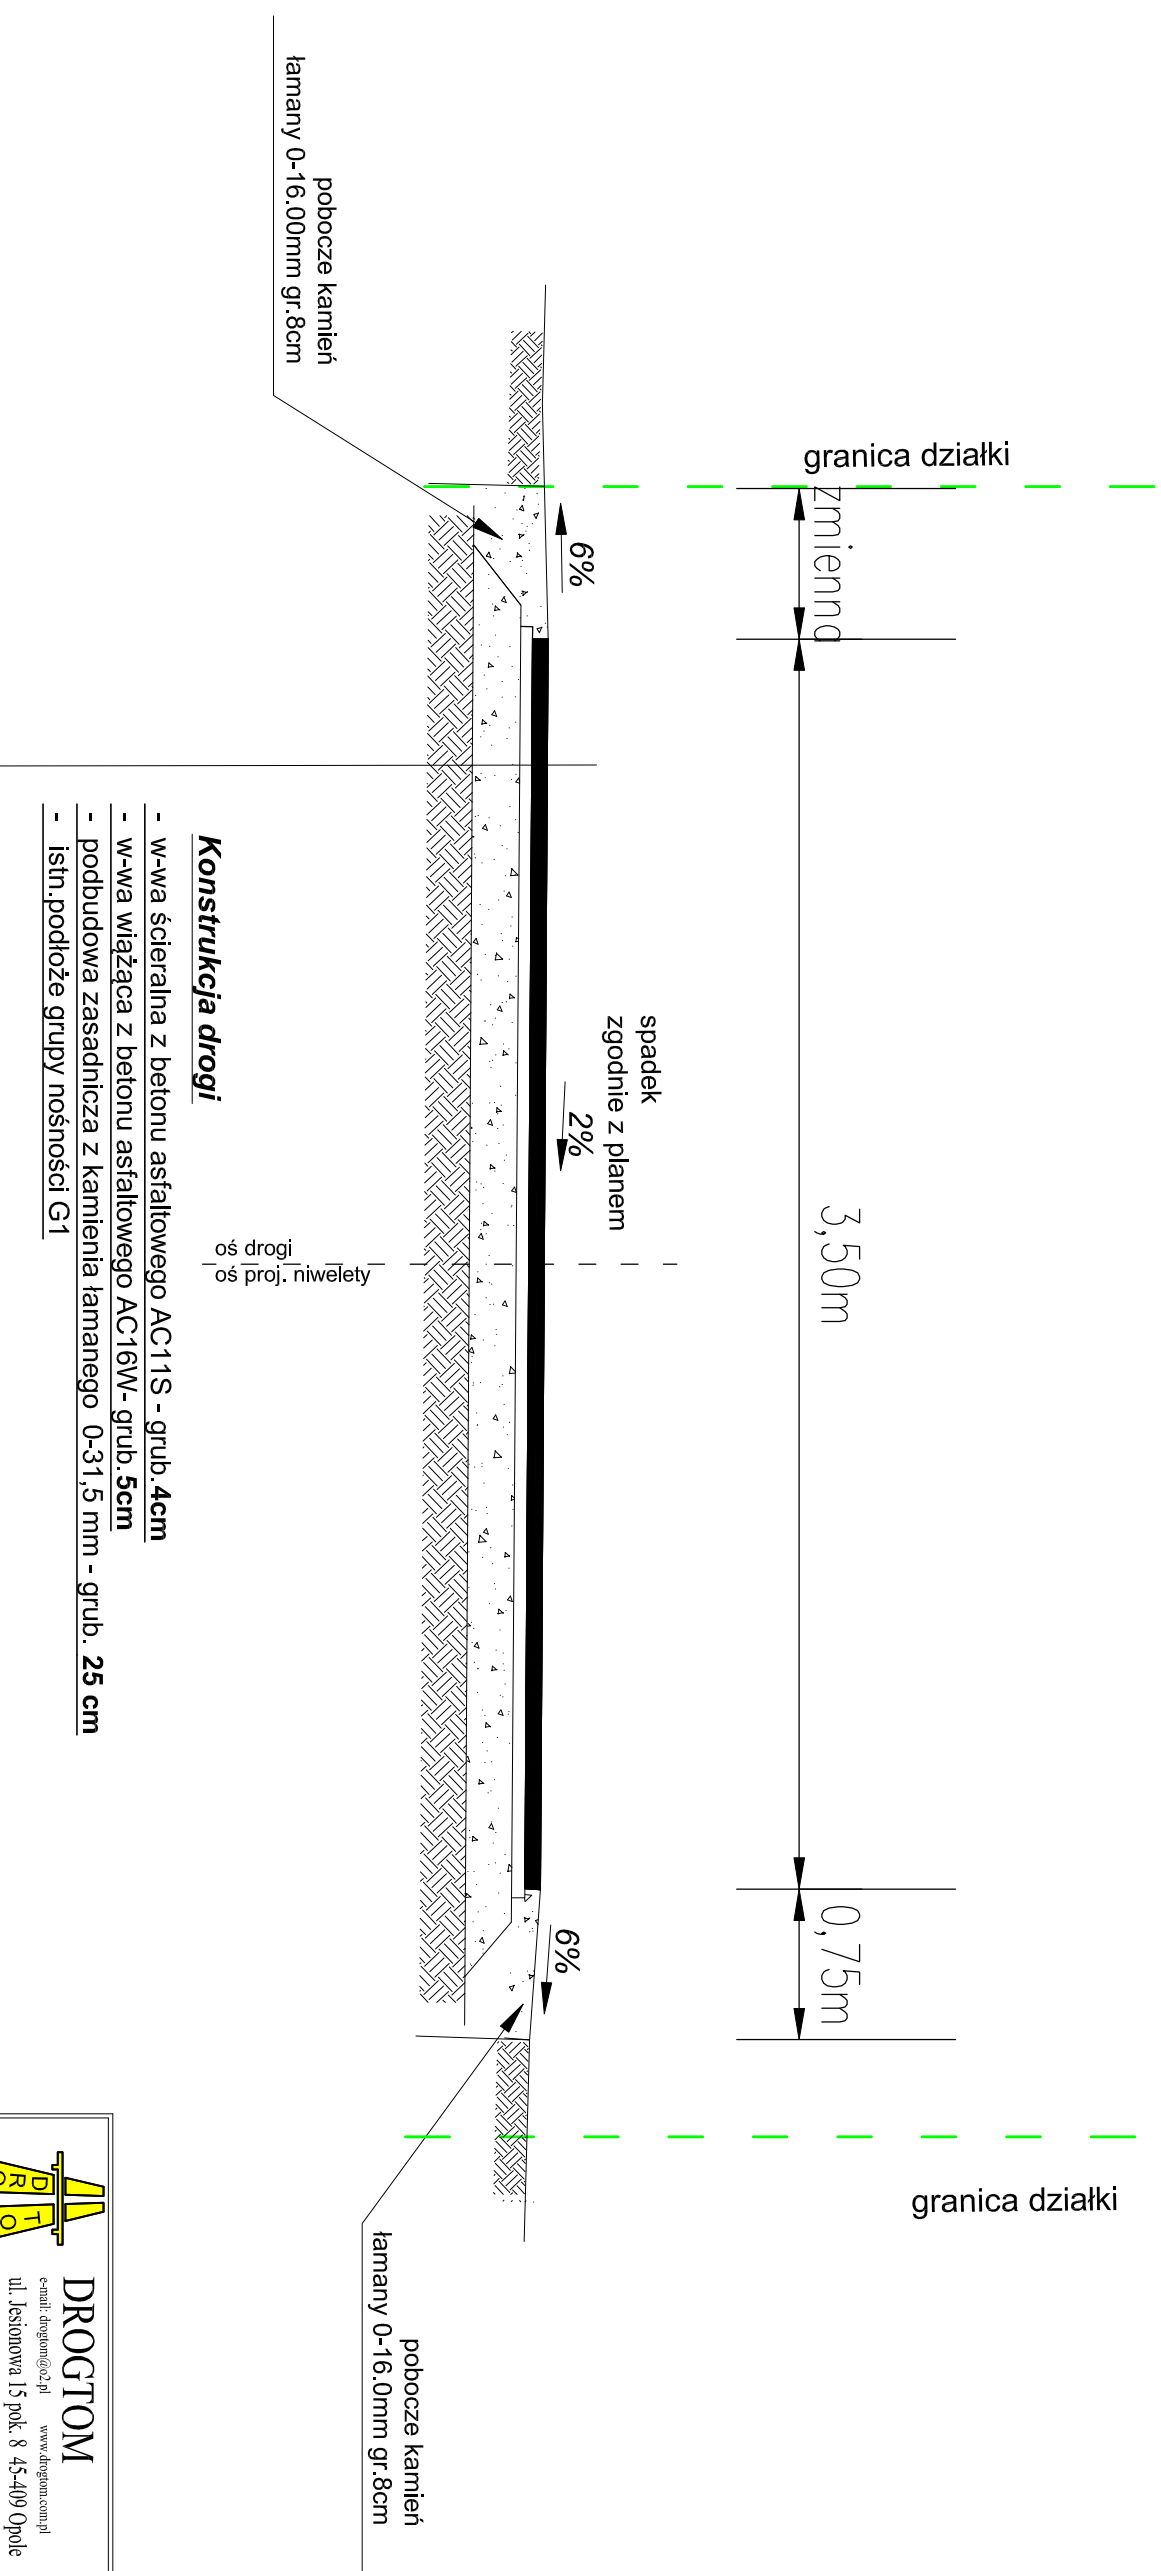 granica działki
granica działki
zmienna
3,50m
0,75m
spadek
zgodnie z planem
6%
2%
6%
pobocze kamień
łamany 0-16.00mm gr.8cm
pobocze kamień
łamany 0-16.0mm gr.8cm
oś drogi
oś proj. niwelety
Konstrukcja drogi
- w-wa ścieralna z betonu asfaltowego AC11S - grub.4cm
- w-wa wiążąca z betonu asfaltowego AC16W- grub.5cm
- podbudowa zasadnicza z kamienia łamanego 0-31,5 mm - grub. 25 cm
- istn.podłoże grupy nośności G1
DROGTOM
e-mail: drogtom@o2.pl www.drogtom.com.pl
ul. Jesionowa 15 pok. 8 45-409 Opole
D T
R O